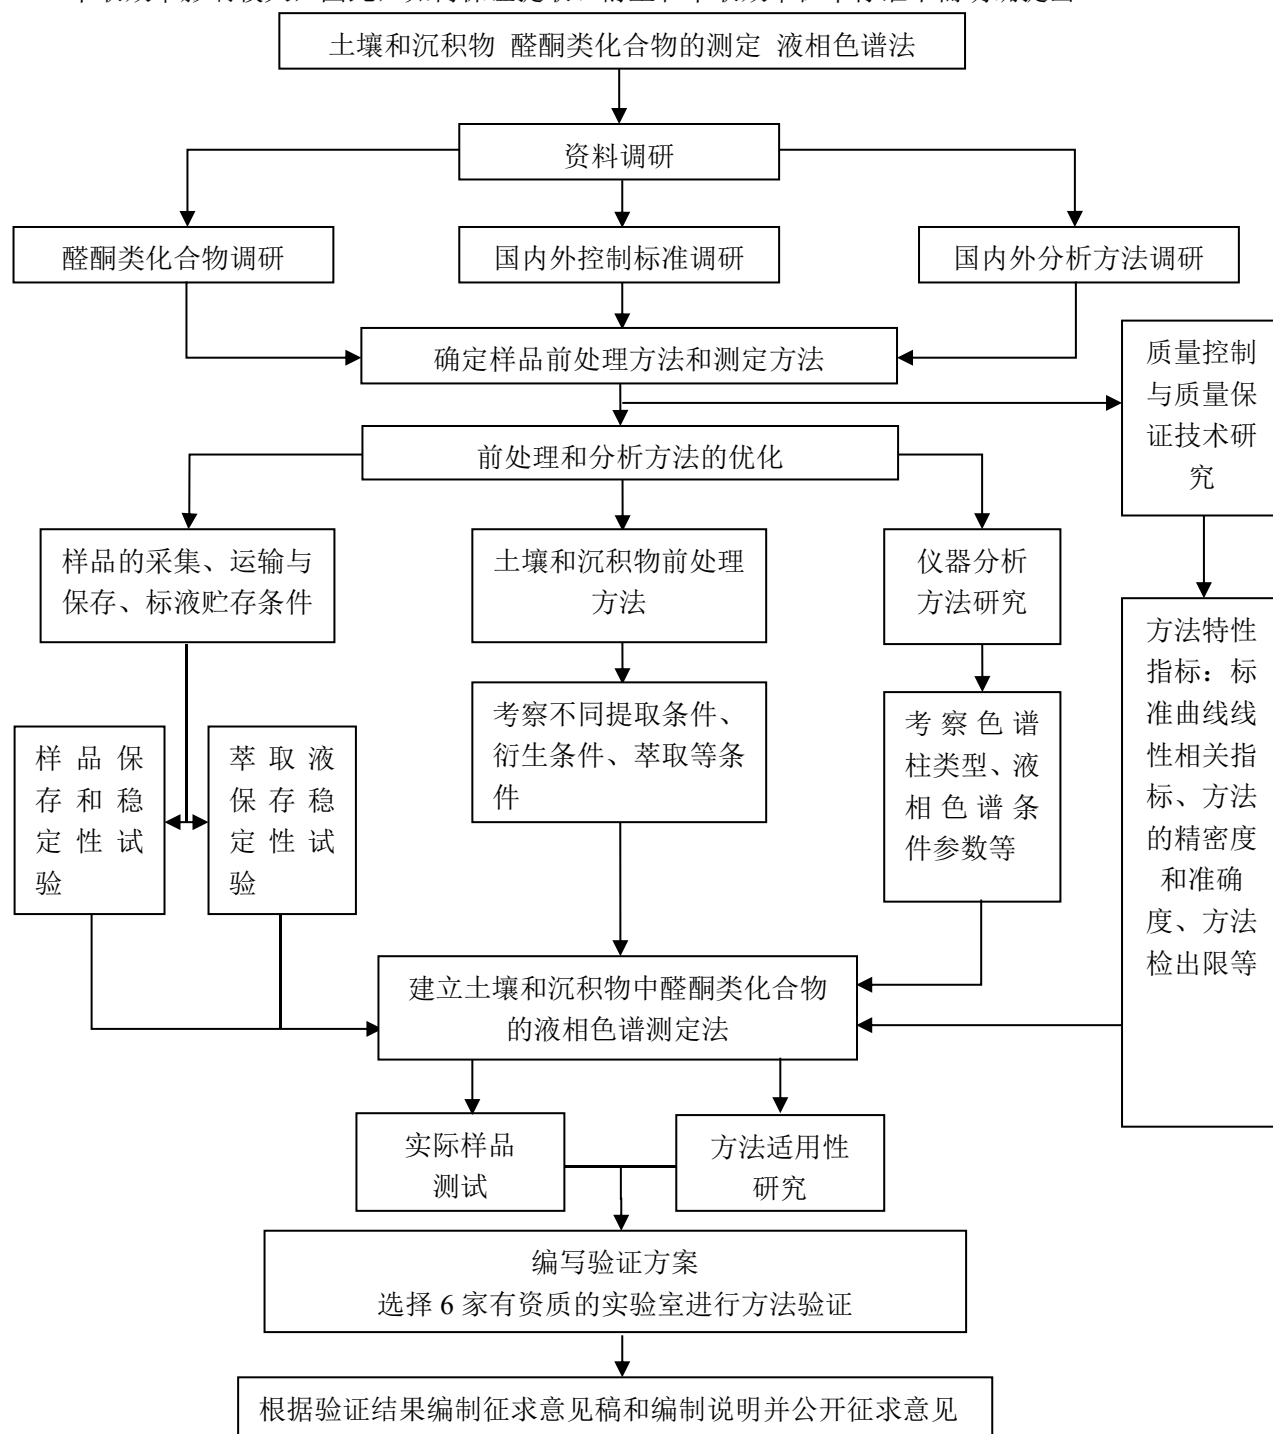 土壤和沉积物 醛酮类化合物的测定 液相色谱法
资料调研
醛酮类化合物调研
国内外控制标准调研
国内外分析方法调研
确定样品前处理方法和测定方法
质量控制
与质量保
证技术研
究
前处理和分析方法的优化
样品的采集、运输与
保存、标液贮存条件
土壤和沉积物前处理
方法
仪器分析
方法研究
方法特性
指标：标
准曲线线
性相关指
标、方法
的精密度
和准确
度、方法
检出限等
样品保
存和稳
定性试
验
萃取液
保存稳
定性试
验
考察不同提取条件、
衍生条件、萃取等条
件
考察色谱
柱类型、液
相色谱条
件参数等
建立土壤和沉积物中醛酮类化合物
的液相色谱测定法
实际样品
测试
方法适用性
研究
编写验证方案
选择 6 家有资质的实验室进行方法验证
根据验证结果编制征求意见稿和编制说明并公开征求意见